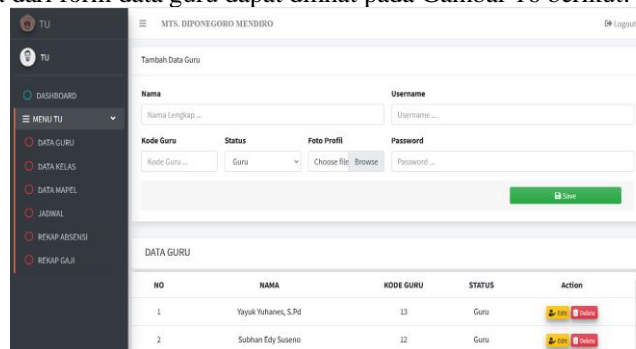 dari form data guru dapat dilihat pada Gambar 16 berikut.
TU
MTS. DIPONEGORO MENDIRO
Logout
TU
Tambah Data Guru
DASHBOARD
MENU TU
DATA GURU
DATA KELAS
DATA MAPEL
JADWAL
REKAP ABSENSI
REKAP GAJI
Nama
Username
Nama Lengkap ...
Username ...
Kode Guru
Status
Foto Profil
Password
Kode Guru ...
Guru
Choose file
Browse
Password ...
Save
DATA GURU
NO NAMA KODE GURU STATUS Action
1 Yayuk Yuhanes, S.Pd 13 Guru Edit Delete
2 Subhan Edy Suseno 12 Guru Edit Delete